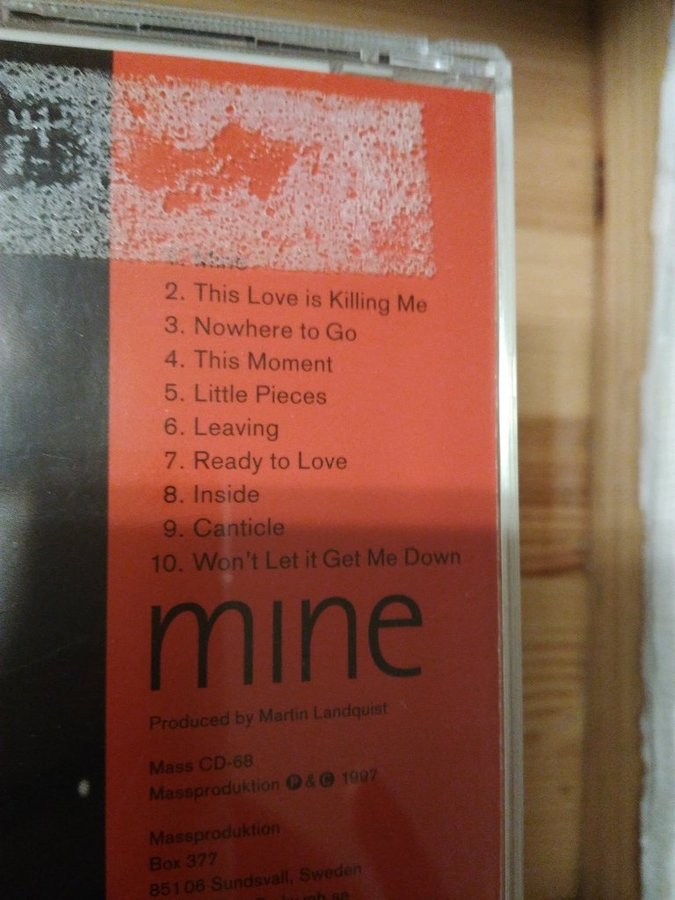 1. Mine
2. This Love is Killing Me
3. Nowhere to Go
4. This Moment
5. Little Pieces
6. Leaving
7. Ready to Love
8. Inside
9. Canticle
10. Won't Let it Get Me Down
mine
Produced by Martin Landquist
Mass CD-68
Massproduktion Ⓟ & Ⓒ 1997
Massproduktion
Box 377
85106 Sundsvall, Sweden